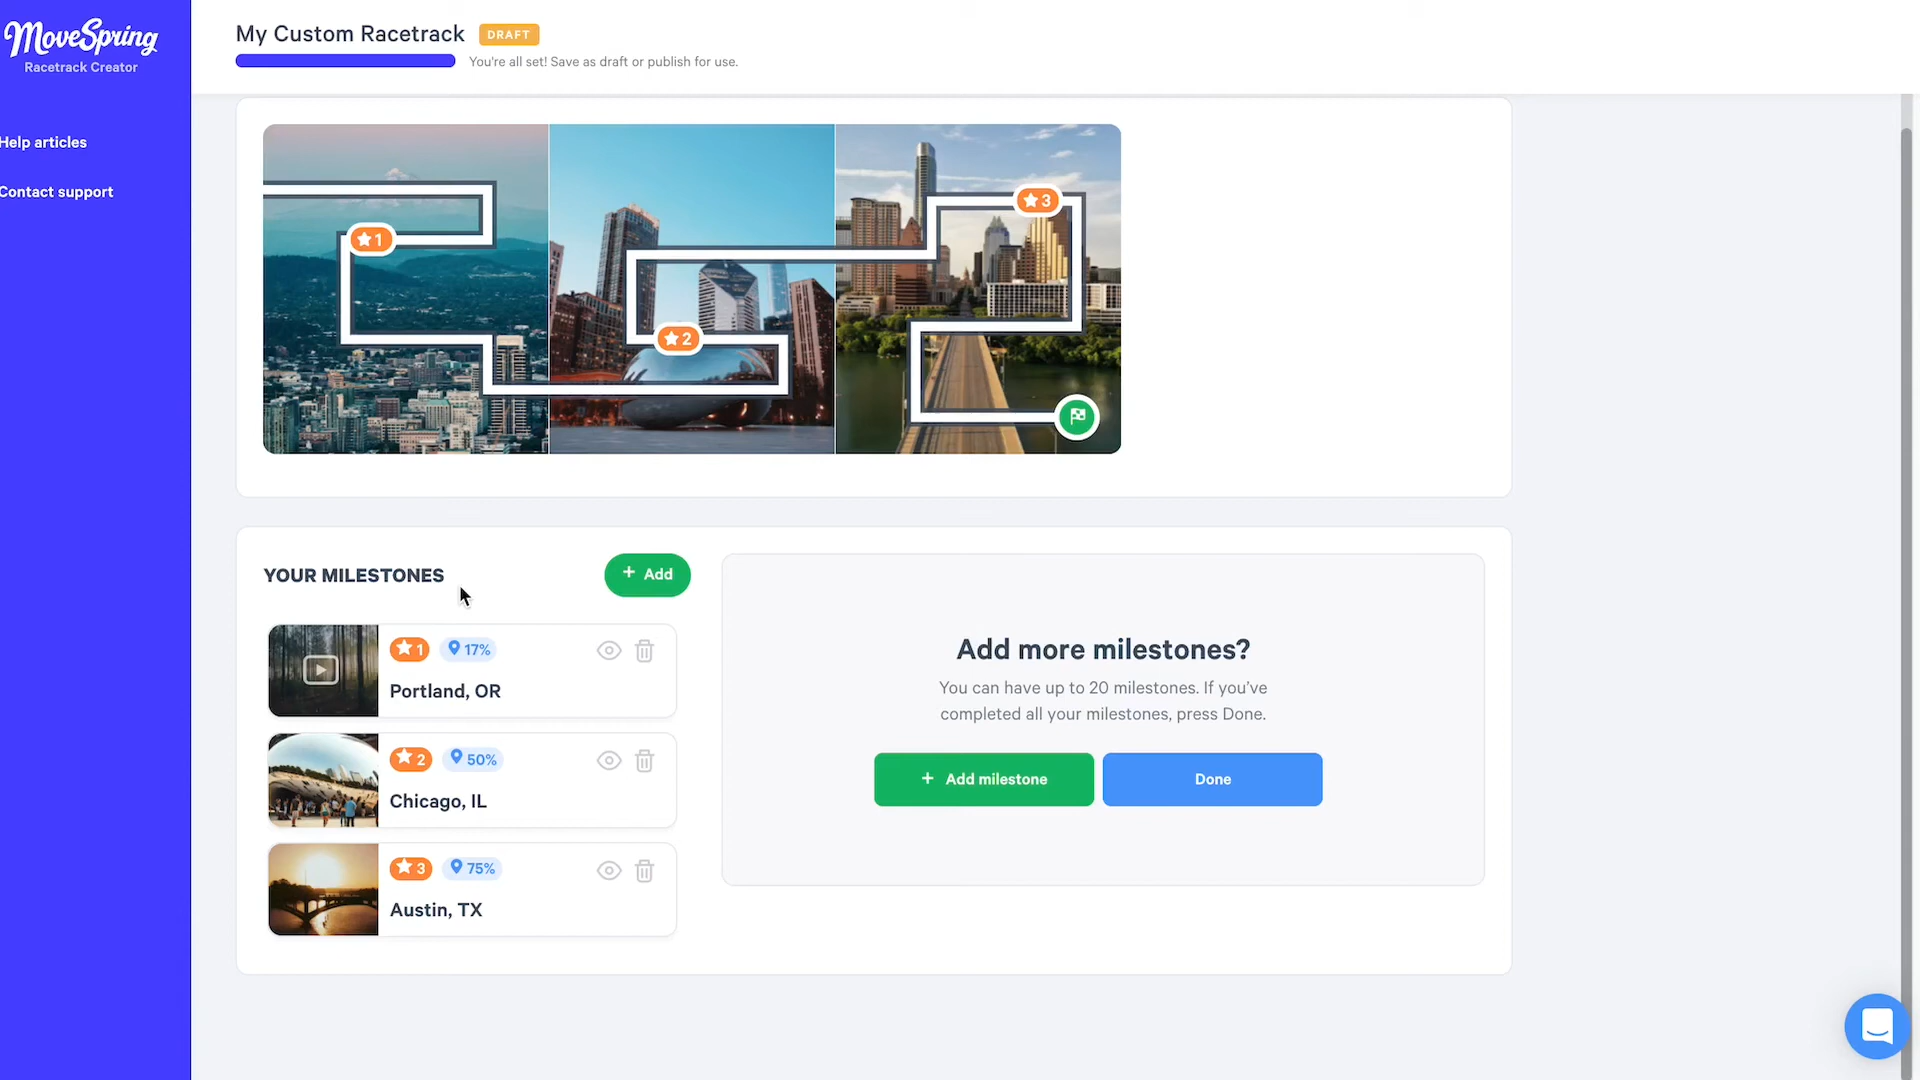 MoveSpring
Racetrack Creator
Help articles
Contact support
My Custom Racetrack
DRAFT
You're all set! Save as draft or publish for use.
1
2
3
YOUR MILESTONES
+ Add
1
17%
Portland, OR
2
50%
Chicago, IL
3
75%
Austin, TX
Add more milestones?
You can have up to 20 milestones. If you've
completed all your milestones, press Done.
+ Add milestone
Done